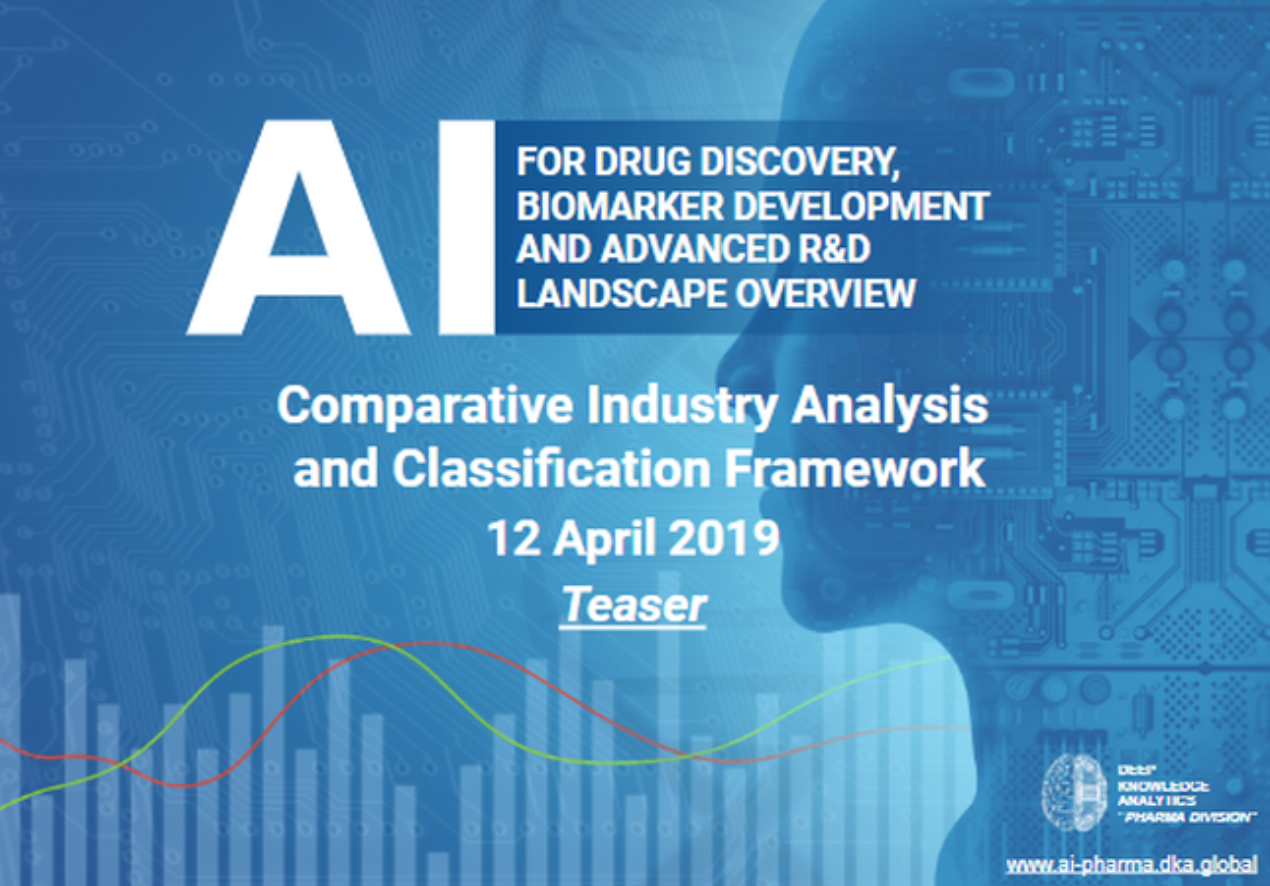 AI
FOR DRUG DISCOVERY,
BIOMARKER DEVELOPMENT
AND ADVANCED R&D
LANDSCAPE OVERVIEW
Comparative Industry Analysis
and Classification Framework
12 April 2019
Teaser
DEEP
KNOWLEDGE
ANALYTICS
"PHARMA DIVISION"
www.ai-pharma.dka.global